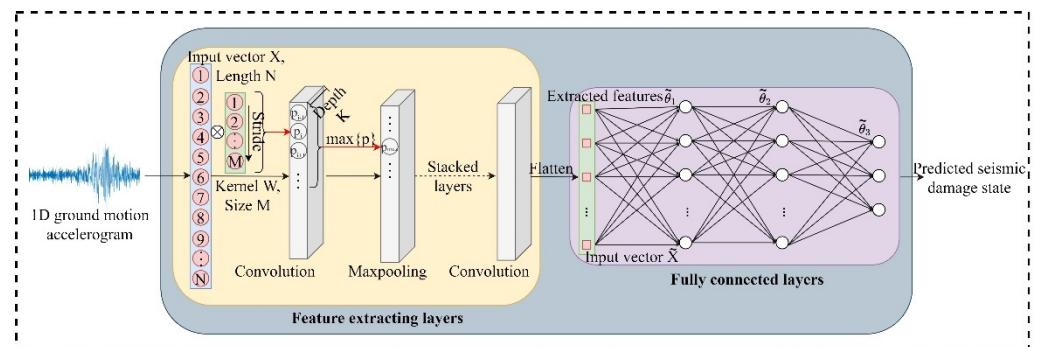 Input vector X,
Length N
1
2
3
4
5
6
7
8
9
⋮
N
1
2
⋮
M
Stride
Kernel W,
Size M
Depth
K
p_i
max{p}
Convolution
Maxpooling
Stacked
layers
Convolution
Feature extracting layers
1D ground motion
accelerogram
Flatten
Extracted features
θ̃₁
θ̃₂
θ̃₃
Input vector X̃
Fully connected layers
Predicted seismic
damage state